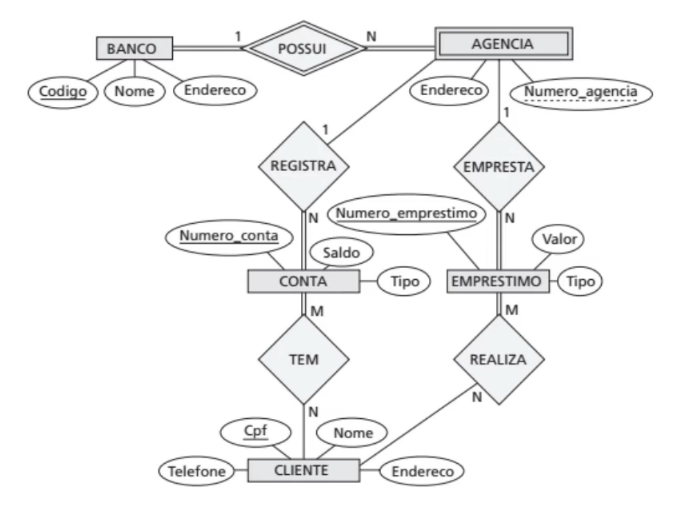 1 N
BANCO POSSUI AGENCIA
Codigo Nome Endereco Endereco Numero_agencia
1 1
REGISTRA EMPRESTA
N Numero_emprestimo N
Numero_conta Saldo Valor
CONTA Tipo EMPRESTIMO Tipo
M M
TEM REALIZA
N N
Cpf Nome
Telefone CLIENTE Endereco